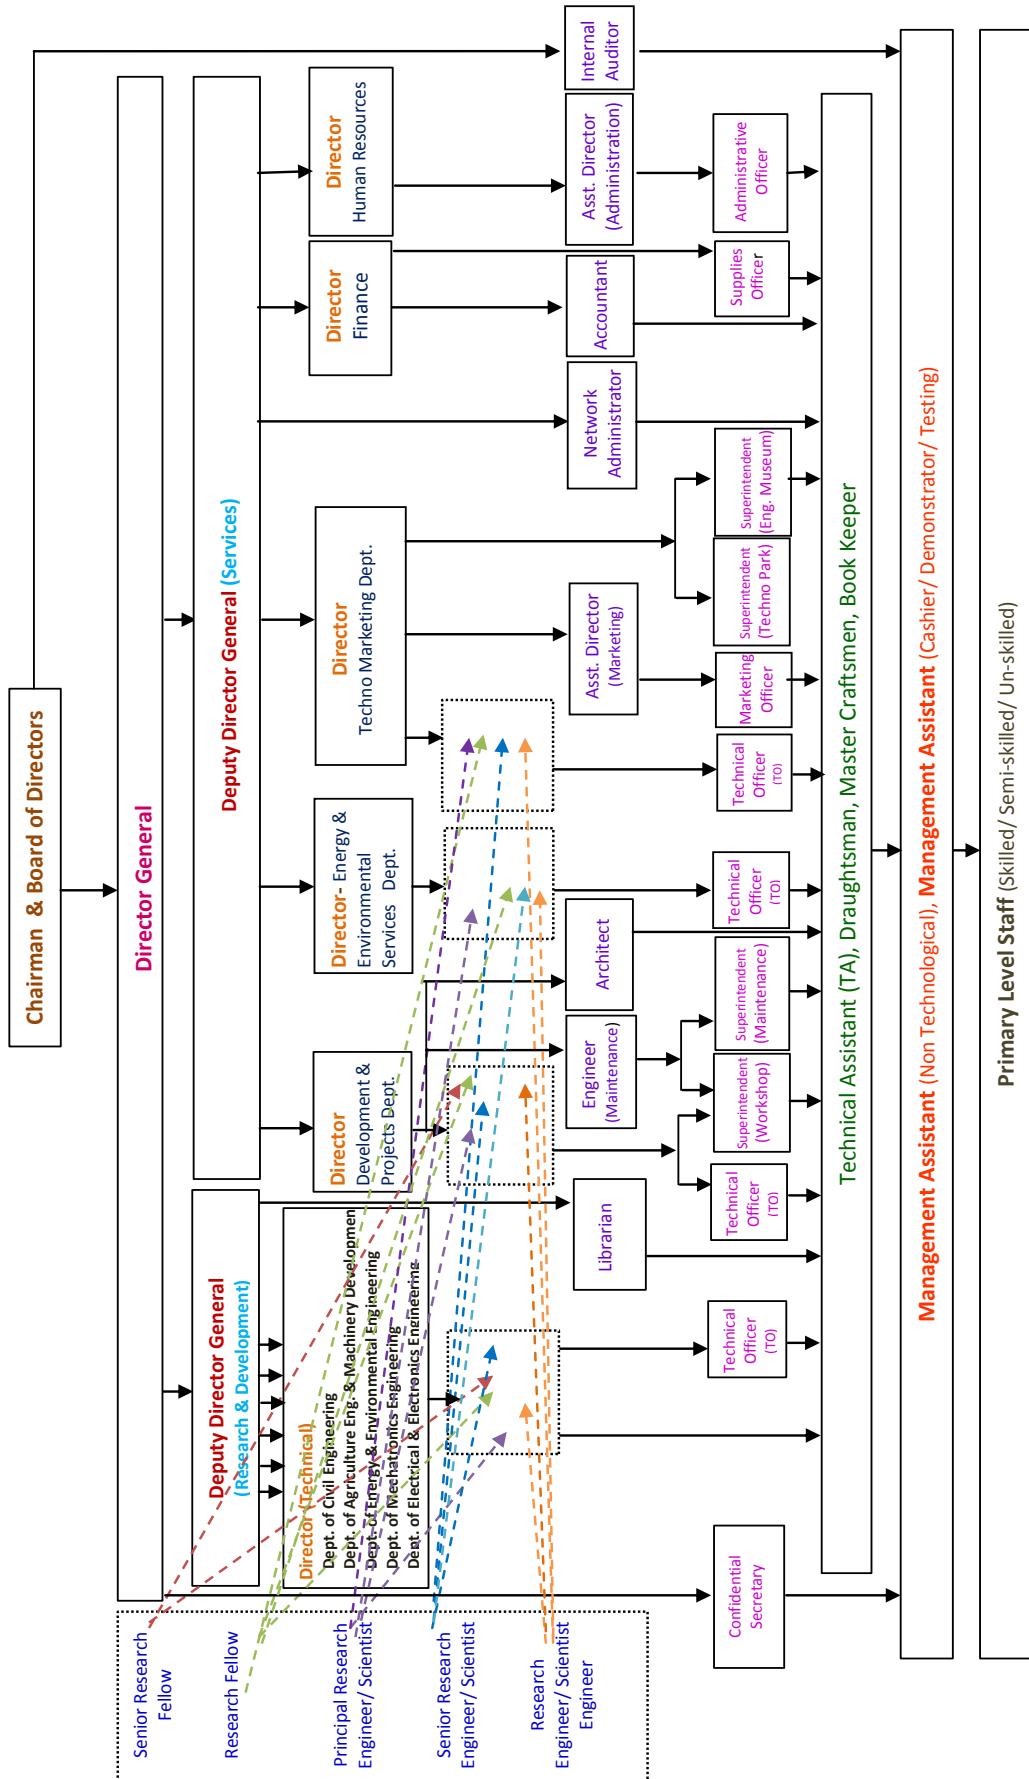 Chairman & Board of Directors
Director General
Deputy Director General
(Research & Development)
Deputy Director General (Services)
Senior Research
Fellow
Research Fellow
Principal Research
Engineer/ Scientist
Senior Research
Engineer/ Scientist
Research
Engineer/ Scientist
Engineer
Director (Technical)
Dept. of Civil Engineering
Dept. of Agriculture Eng. & Machinery Developmen
Dept. of Energy & Environmental Engineering
Dept. of Mechatronics Engineering
Dept. of Electrical & Electronics Engineering
Director
Development &
Projects Dept.
Director- Energy &
Environmental
Services Dept.
Director
Techno Marketing Dept.
Director
Finance
Director
Human Resources
Librarian
Engineer
(Maintenance)
Architect
Asst. Director
(Marketing)
Network
Administrator
Accountant
Asst. Director
(Administration)
Internal
Auditor
Confidential
Secretary
Technical
Officer
(TO)
Technical
Officer
(TO)
Superintendent
(Workshop)
Superintendent
(Maintenance)
Technical
Officer
(TO)
Technical
Officer
(TO)
Marketing
Officer
Superintendent
(Techno Park)
Superintendent
(Eng. Museum)
Supplies
Officer
Administrative
Officer
Technical Assistant (TA), Draughtsman, Master Craftsmen, Book Keeper
Management Assistant (Non Technological), Management Assistant (Cashier/ Demonstrator/ Testing)
Primary Level Staff (Skilled/ Semi-skilled/ Un-skilled)